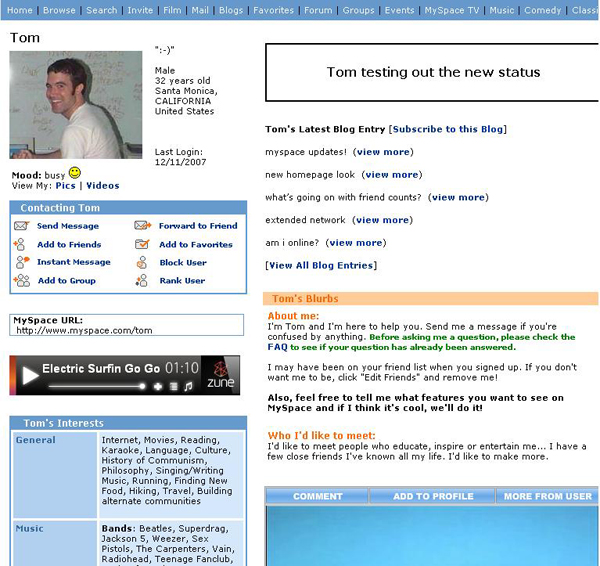 Home | Browse | Search | Invite | Film | Mail | Blogs | Favorites | Forum | Groups | Events | MySpace TV | Music | Comedy | Classi
Tom
":-)"
Male
32 years old
Santa Monica,
CALIFORNIA
United States
Last Login:
12/11/2007
Mood: busy
View My: Pics | Videos
Contacting Tom
Send Message
Forward to Friend
Add to Friends
Add to Favorites
Instant Message
Block User
Add to Group
Rank User
MySpace URL:
http://www.myspace.com/tom
Electric Surfin Go Go 01:10
zune
Tom's Interests
General
Internet, Movies, Reading,
Karaoke, Language, Culture,
History of Communism,
Philosophy, Singing/Writing
Music, Running, Finding New
Food, Hiking, Travel, Building
alternate communities
Music
Bands: Beatles, Superdrag,
Jackson 5, Weezer, Sex
Pistols, The Carpenters, Vain,
Radiohead, Teenage Fanclub,
Tom testing out the new status
Tom's Latest Blog Entry [Subscribe to this Blog]
myspace updates! (view more)
new homepage look (view more)
what's going on with friend counts? (view more)
extended network (view more)
am i online? (view more)
[View All Blog Entries]
Tom's Blurbs
About me:
I'm Tom and I'm here to help you. Send me a message if you're
confused by anything. Before asking me a question, please check the
FAQ to see if your question has already been answered.
I may have been on your friend list when you signed up. If you don't
want me to be, click "Edit Friends" and remove me!
Also, feel free to tell me what features you want to see on
MySpace and if I think it's cool, we'll do it!
Who I'd like to meet:
I'd like to meet people who educate, inspire or entertain me... I have a
few close friends I've known all my life. I'd like to make more.
COMMENT
ADD TO PROFILE
MORE FROM USER